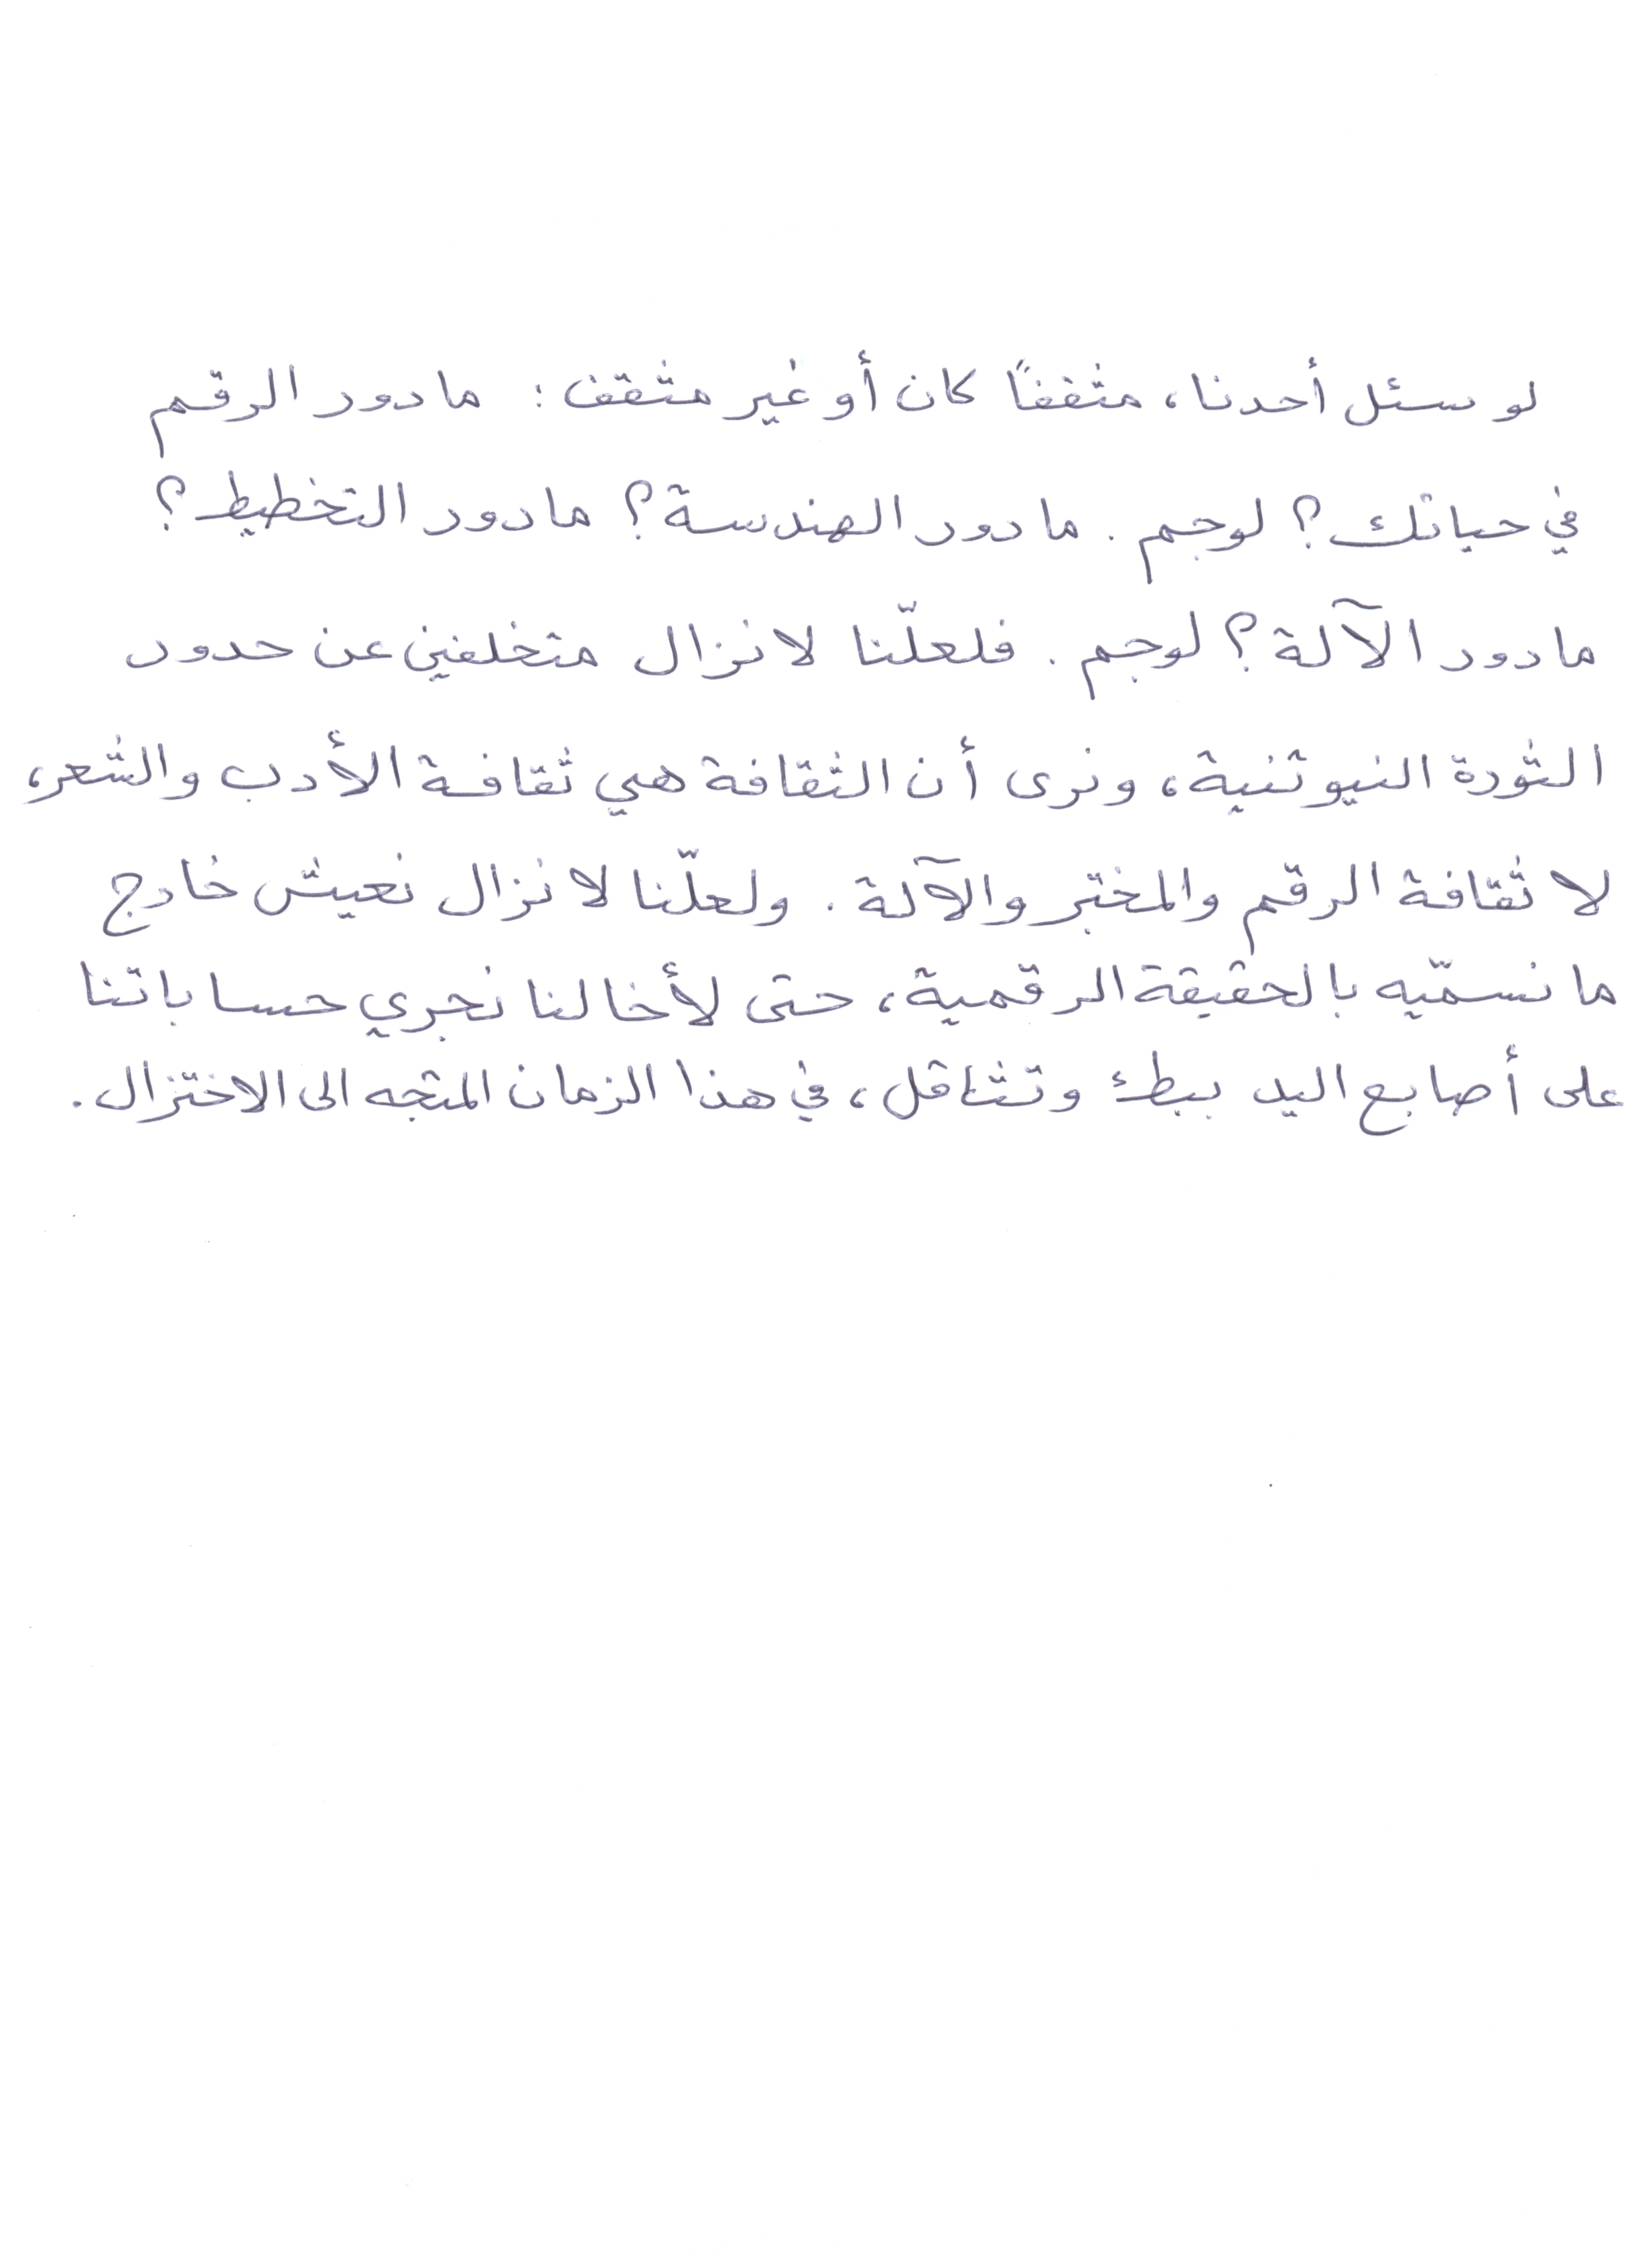 لو سئل أحدنا، مثقفاً كان أو غير مثقف: ما دور الرقم
في حياتك؟ لوجم. ما دور الهندسة؟ ما دور التخطيط؟
ما دور الآلة؟ لوجم. فلعلّنا لا نزال متخلفين عن حدود
الثورة النيوتنية، ونرى أن الثقافة هي ثقافة الأدب والشعر،
لا ثقافة الرقم والمختبر والآلة. ولعلّنا لا نزال نعيش خارج
ما نسمّيه بالحقيقة الرقمية، حتى لأخالنا نجري حساباتنا
على أصابع اليد ببطئ وتثاقل، في هذا الزمان المتجه الى الاختزال.